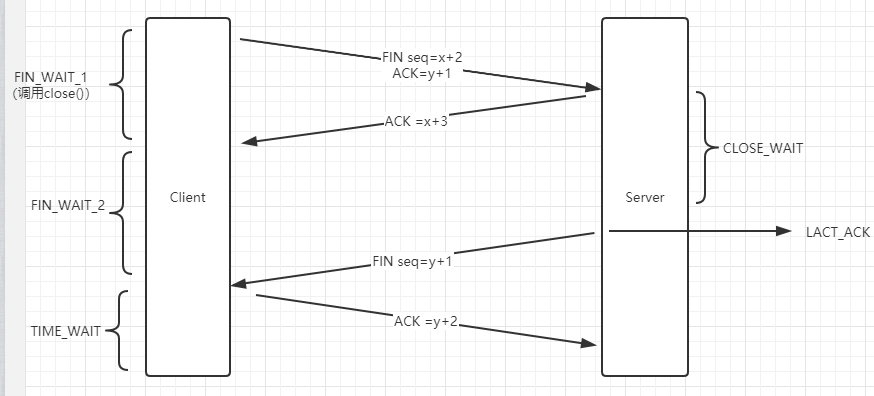 FIN seq=x+2
ACK=y+1
FIN_WAIT_1
(调用close())
ACK =x+3
CLOSE_WAIT
Client
Server
FIN_WAIT_2
LACT_ACK
FIN seq=y+1
ACK =y+2
TIME_WAIT